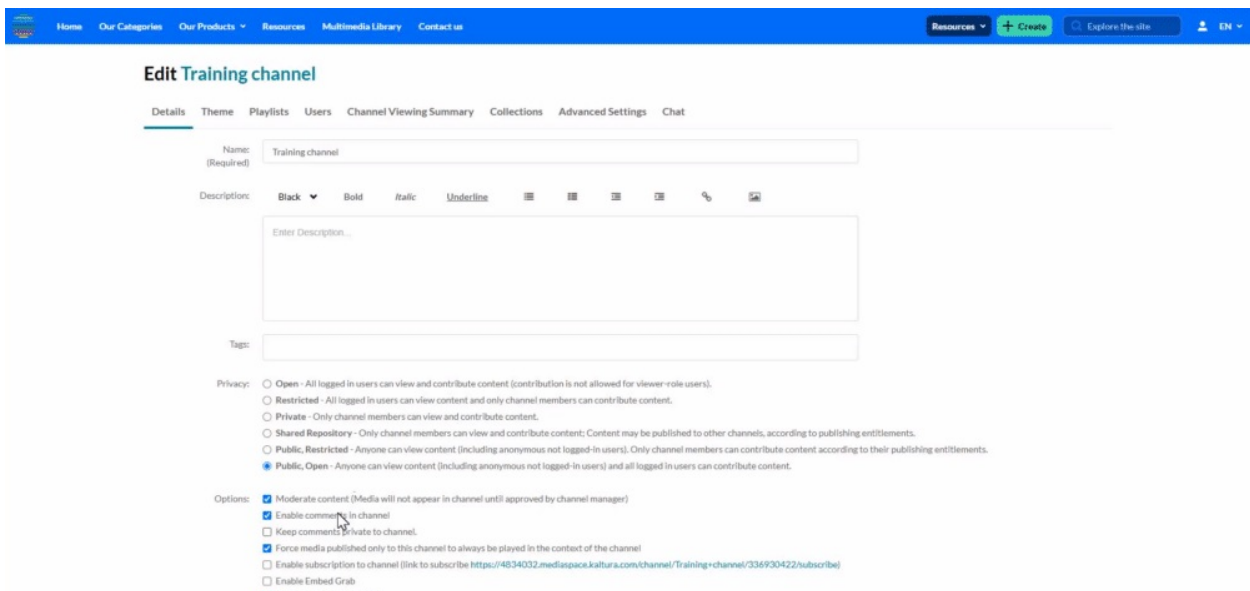 Home Our Categories Our Products Resources Multimedia Library Contact us Resources + Create Explore the site EN
Edit Training channel
Details Theme Playlists Users Channel Viewing Summary Collections Advanced Settings Chat
Name: Training channel
(Required)
Description: Black Bold Italic Underline
Enter Description...
Tags:
Privacy: Open - All logged in users can view and contribute content (contribution is not allowed for viewer-role users).
Restricted - All logged in users can view content and only channel members can contribute content.
Private - Only channel members can view and contribute content.
Shared Repository - Only channel members can view and contribute content; Content may be published to other channels, according to publishing entitlements.
Public, Restricted - Anyone can view content (including anonymous not logged-in users). Only channel members can contribute content according to their publishing entitlements.
Public, Open - Anyone can view content (including anonymous not logged-in users) and all logged in users can contribute content.
Options: Moderate content (Media will not appear in channel until approved by channel manager)
Enable comments in channel
Keep comments private to channel.
Force media published only to this channel to always be played in the context of the channel
Enable subscription to channel (link to subscribe https://4834032.mediaspace.kaltura.com/channel/Training+channel/336930422/subscribe)
Enable Embed Grab